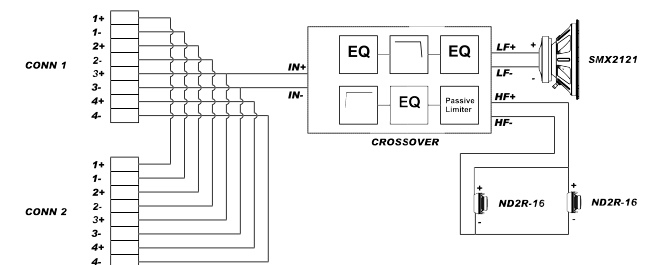 CONN 1
1+
1-
2+
2-
3+
3-
4+
4-
CONN 2
1+
1-
2+
2-
3+
3-
4+
4-
IN+
IN-
EQ
EQ
EQ
Passive
Limiter
CROSSOVER
LF+
LF-
HF+
HF-
+
-
SMX2121
+
-
ND2R-16
+
-
ND2R-16